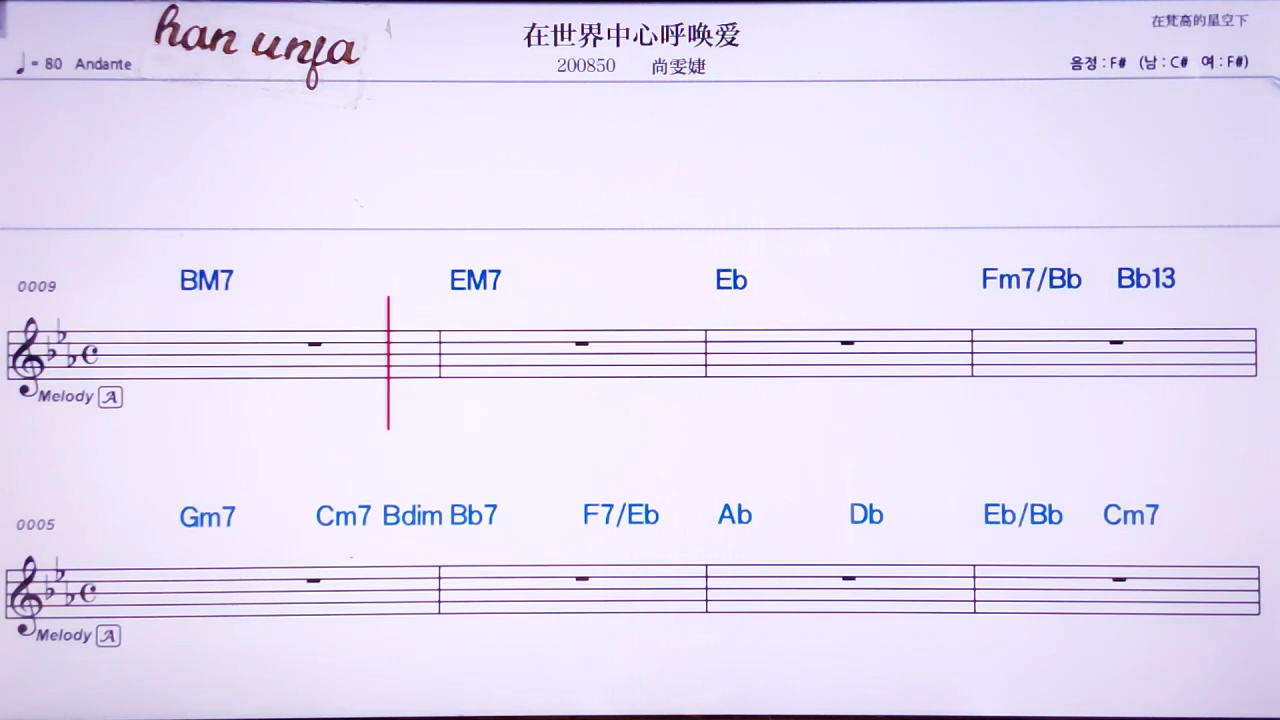 han unfa
在世界中心呼唤爱
在梵高的星空下
♩= 80 Andante
200850 尚雯婕
음정 : F# (남 : C# 여 : F#)
0009 BM7 EM7 Eb Fm7/Bb Bb13
Melody A
0005 Gm7 Cm7 Bdim Bb7 F7/Eb Ab Db Eb/Bb Cm7
Melody A